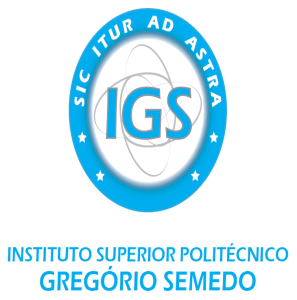 SIC ITUR AD ASTRA
IGS
INSTITUTO SUPERIOR POLITÉCNICO
GREGÓRIO SEMEDO